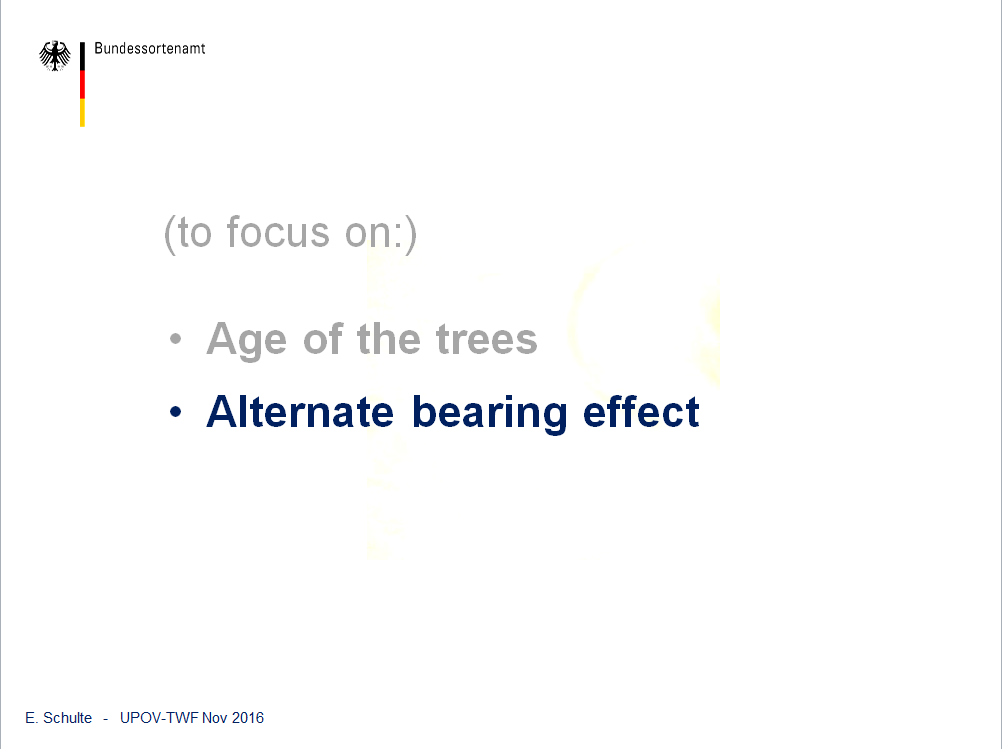 Bundessortenamt
(to focus on:)
• Age of the trees
• Alternate bearing effect
E. Schulte - UPOV-TWF Nov 2016